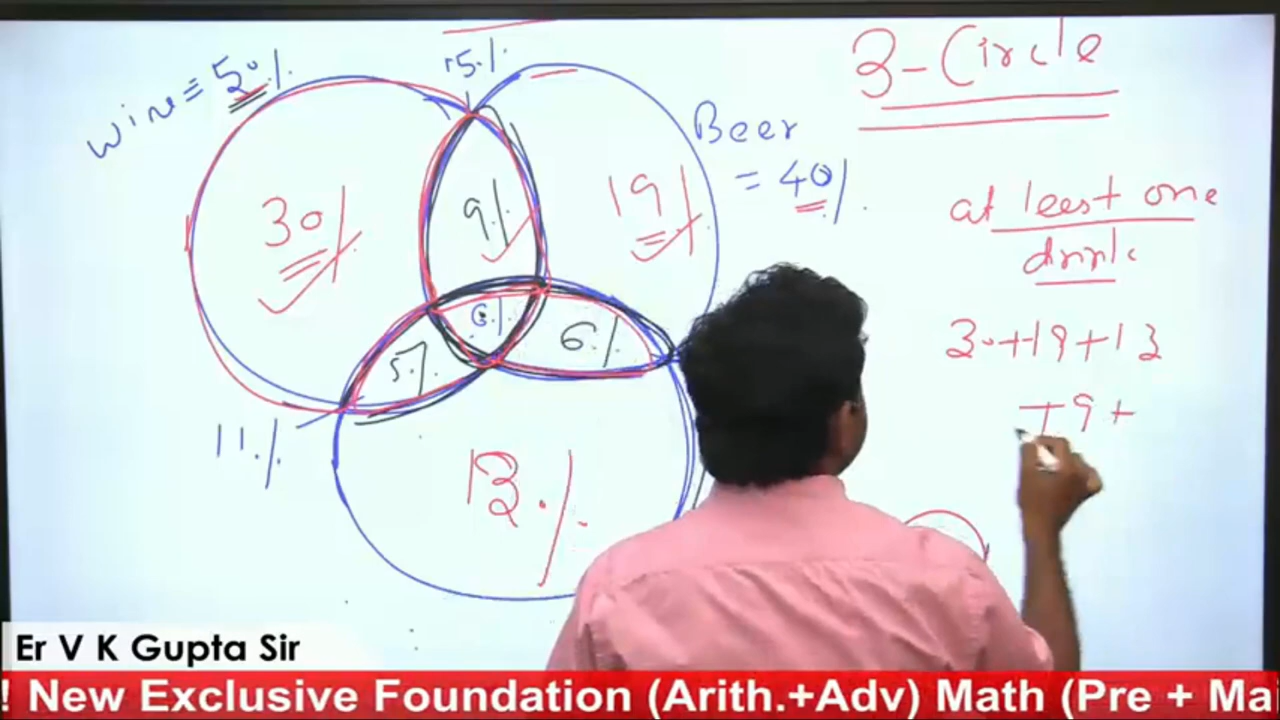 3-Circle
wine = 50%
15%
Beer
= 40%
30%
9%
19%
6%
6%
5%
11%
13%
at leest one
drink
30+19+13
+9+
Er V K Gupta Sir
! New Exclusive Foundation (Arith.+Adv) Math (Pre + Ma